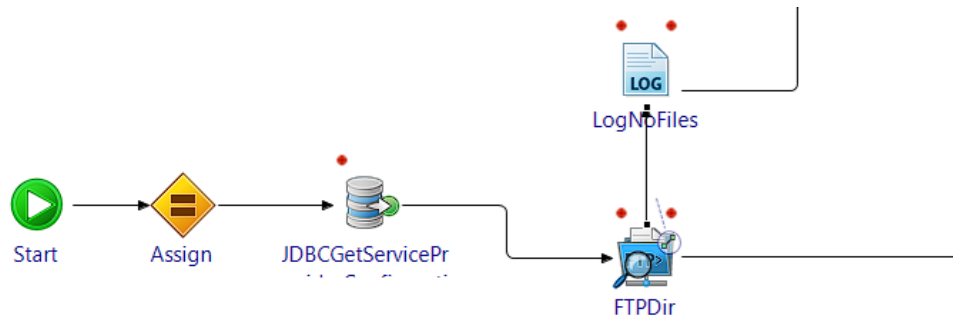 LOG
LogNoFiles
Start
Assign
JDBCGetServicePr
FTPDir